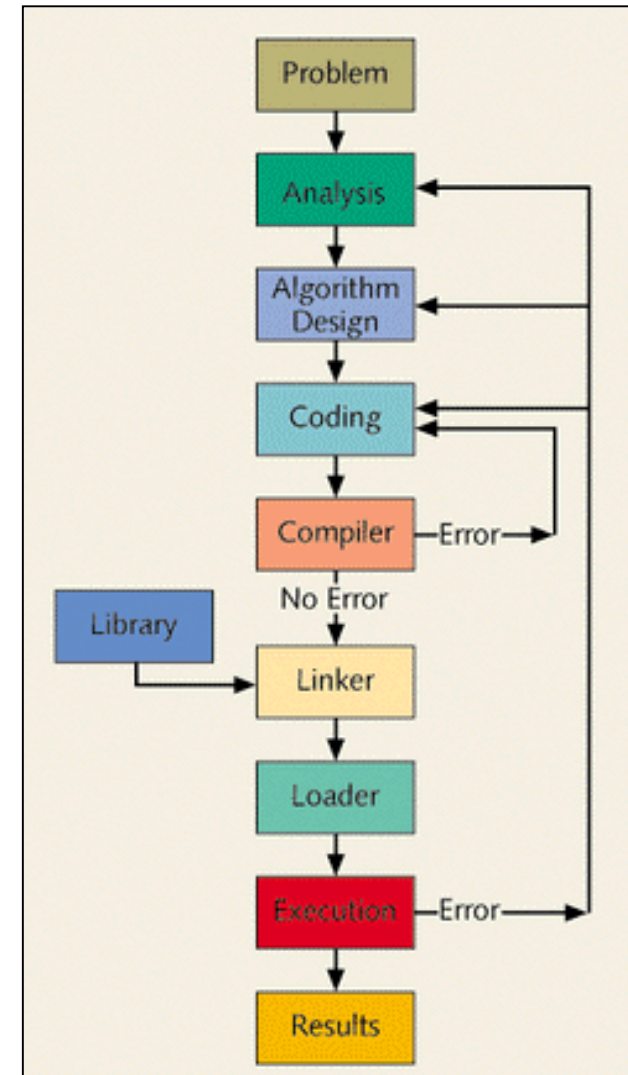 Problem
Analysis
Algorithm
Design
Coding
Compiler
Error
No Error
Library
Linker
Loader
Execution
Error
Results